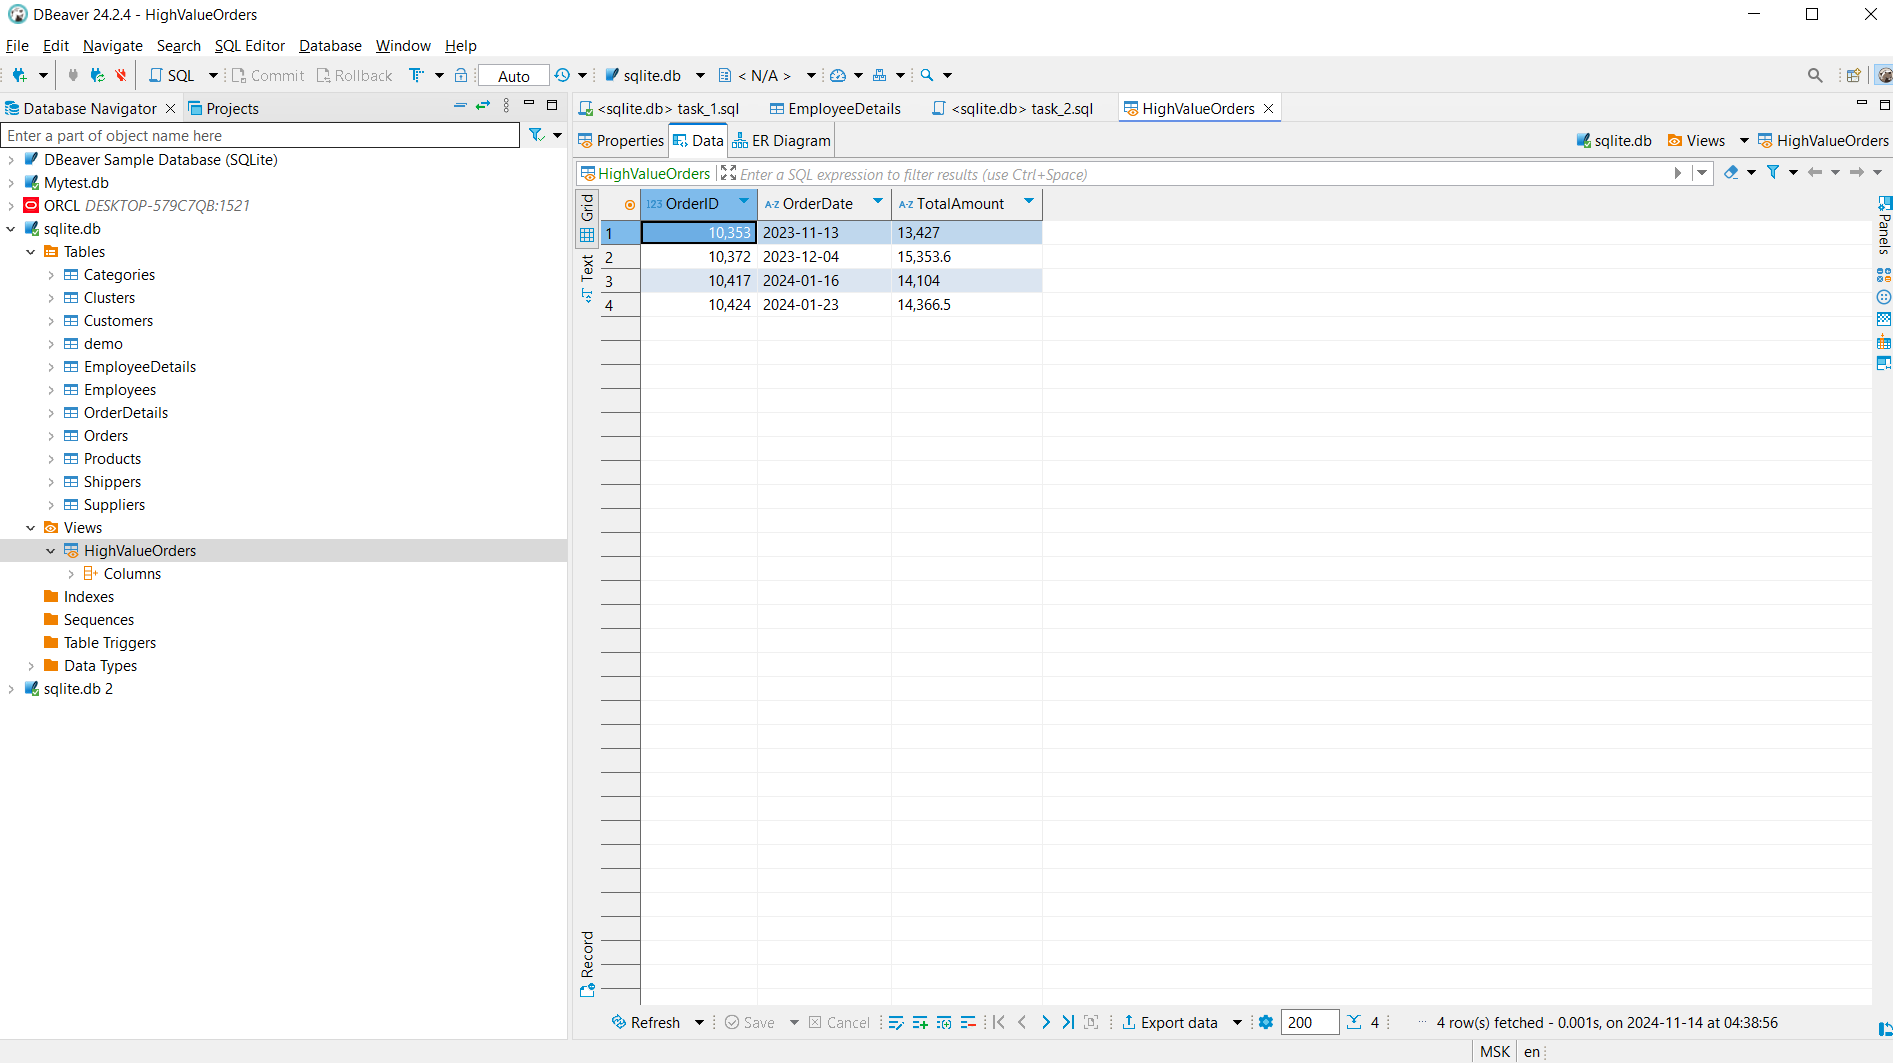 DBeaver 24.2.4 - HighValueOrders
File Edit Navigate Search SQL Editor Database Window Help
SQL Commit Rollback Auto sqlite.db < N/A >
Database Navigator Projects
<sqlite.db> task_1.sql EmployeeDetails <sqlite.db> task_2.sql HighValueOrders
Enter a part of object name here
Properties Data ER Diagram sqlite.db Views HighValueOrders
HighValueOrders Enter a SQL expression to filter results (use Ctrl+Space)
DBeaver Sample Database (SQLite)
Mytest.db
ORCL DESKTOP-579C7QB:1521
sqlite.db
Tables
Categories
Clusters
Customers
demo
EmployeeDetails
Employees
OrderDetails
Orders
Products
Shippers
Suppliers
Views
HighValueOrders
Columns
Indexes
Sequences
Table Triggers
Data Types
sqlite.db 2
Grid
Text
Record
123 OrderID A-Z OrderDate A-Z TotalAmount
1 10,353 2023-11-13 13,427
2 10,372 2023-12-04 15,353.6
3 10,417 2024-01-16 14,104
4 10,424 2024-01-23 14,366.5
Panels
Refresh Save Cancel Export data 200 4 4 row(s) fetched - 0.001s, on 2024-11-14 at 04:38:56
MSK en